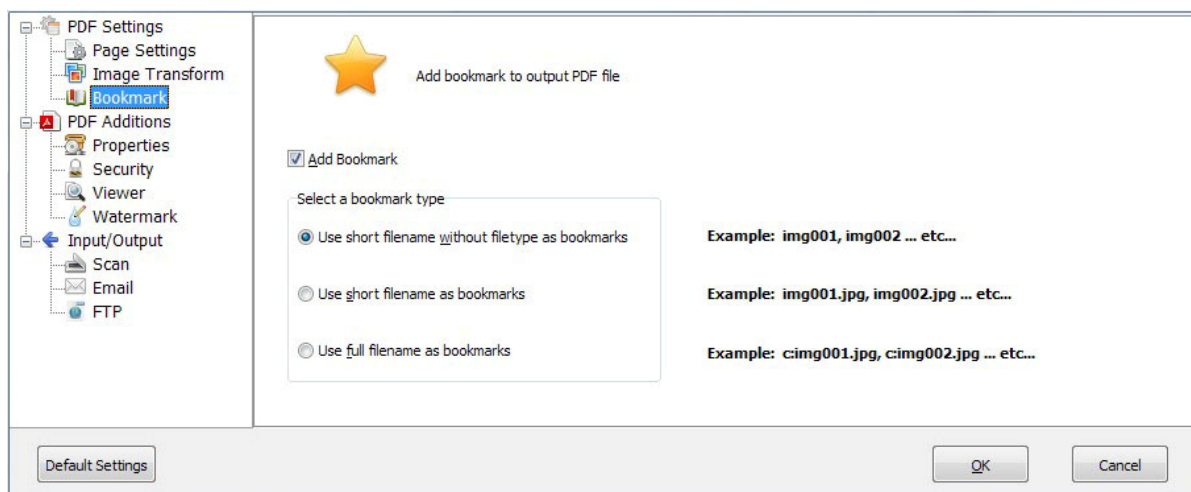 PDF Settings
Page Settings
Image Transform
Bookmark
PDF Additions
Properties
Security
Viewer
Watermark
Input/Output
Scan
Email
FTP
Add bookmark to output PDF file
Add Bookmark
Select a bookmark type
Use short filename without filetype as bookmarks
Example: img001, img002 ... etc...
Use short filename as bookmarks
Example: img001.jpg, img002.jpg ... etc...
Use full filename as bookmarks
Example: c:img001.jpg, c:img002.jpg ... etc...
Default Settings
OK
Cancel